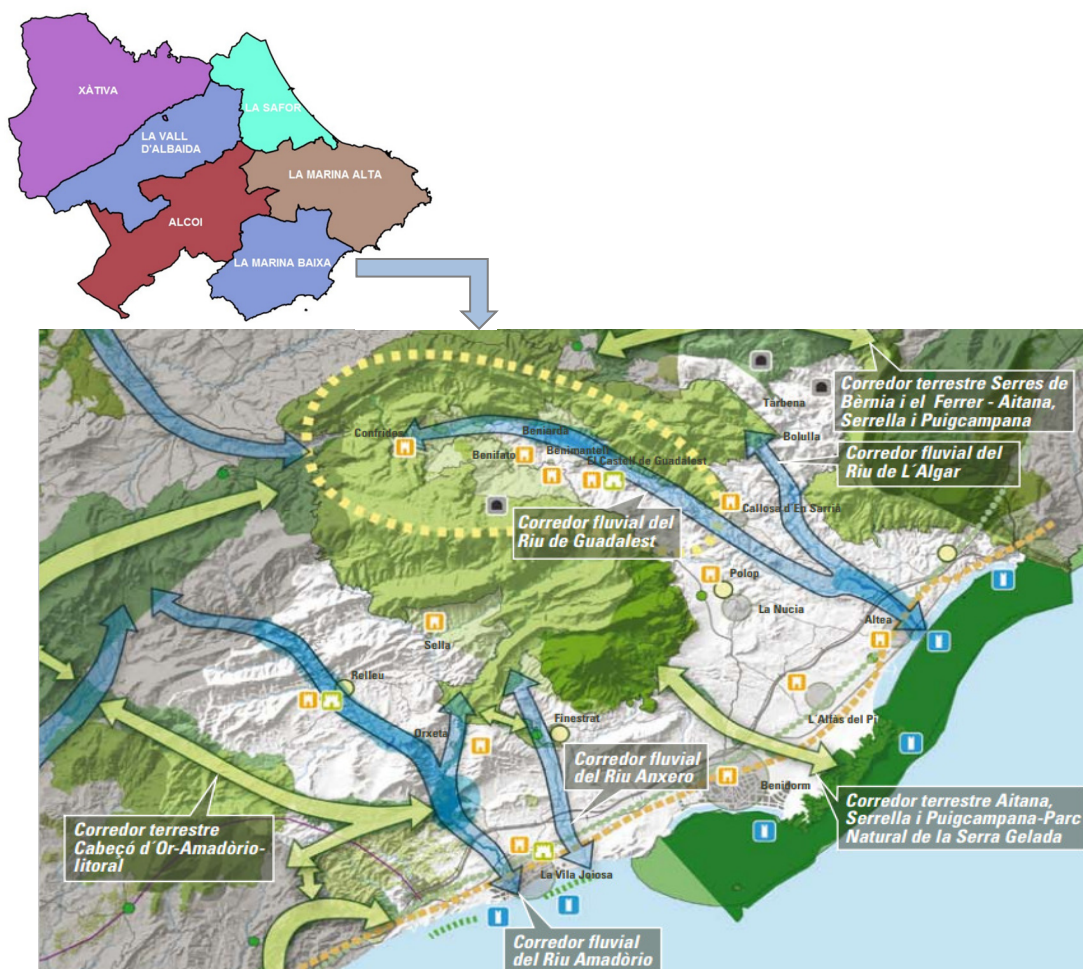 XÀTIVA
LA SAFOR
LA VALL
D'ALBAIDA
LA MARINA ALTA
ALCOI
LA MARINA BAIXA
Corredor terrestre Serres de
Bèrnia i el Ferrer - Aitana,
Serrella i Puigcampana
Tàrbena
Bolulla
Corredor fluvial del
Riu de L´Algar
Confrides
Beniardà
Benifato
Benimantell
El Castell de Guadalest
Callosa d'En Sarrià
Corredor fluvial del
Riu de Guadalest
Polop
La Nucia
Altea
Sella
Relleu
L´Alfàs del Pi
Orxeta
Finestrat
Corredor fluvial
del Riu Anxero
Benidorm
Corredor terrestre Aitana,
Serrella i Puigcampana-Parc
Natural de la Serra Gelada
Corredor terrestre
Cabeçó d´Or-Amadòrio-
litoral
La Vila Joiosa
Corredor fluvial
del Riu Amadòrio